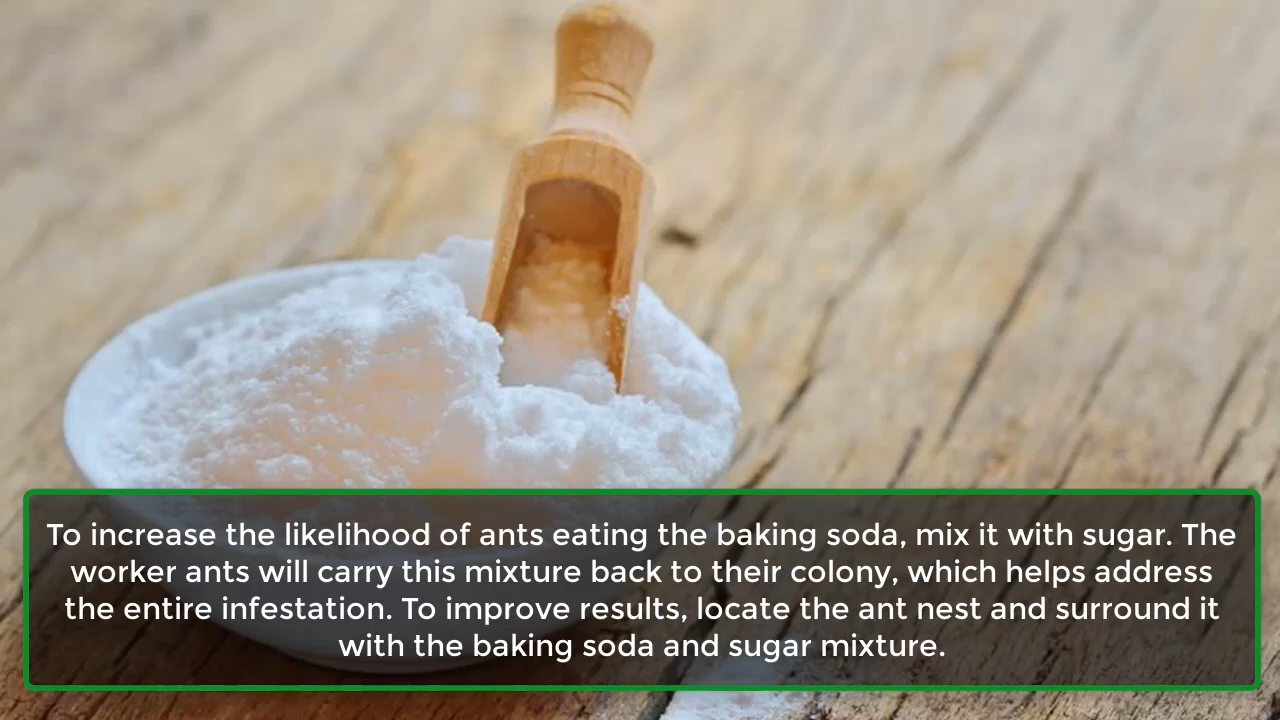 To increase the likelihood of ants eating the baking soda, mix it with sugar. The
worker ants will carry this mixture back to their colony, which helps address
the entire infestation. To improve results, locate the ant nest and surround it
with the baking soda and sugar mixture.